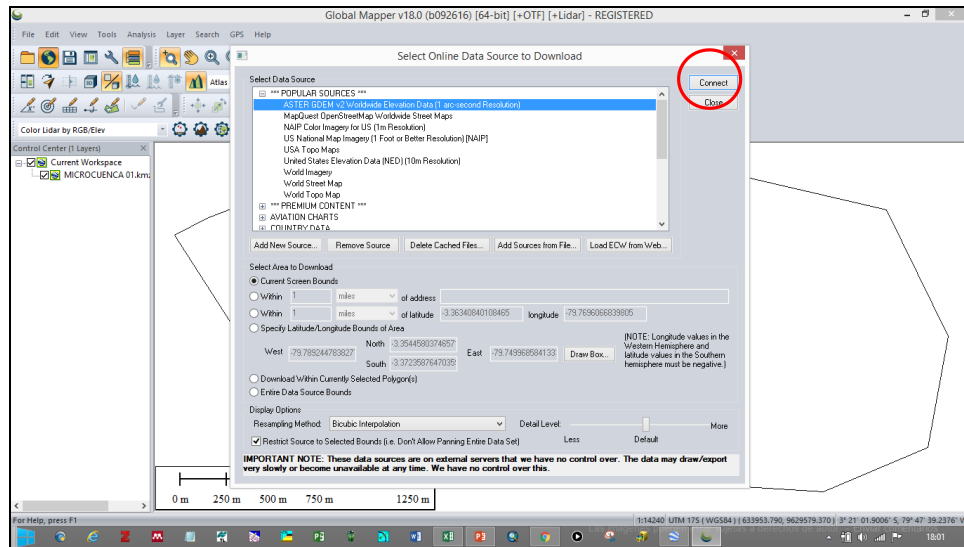 Global Mapper v18.0 (b092616) [64-bit] [+OTF] [+Lidar] - REGISTERED
File Edit View Tools Analysis Layer Search GPS Help
Atlas
Color Lidar by RGB/Elev
Control Center (1 Layers)
Current Workspace
MICROCUENCA 01.km
Select Online Data Source to Download
Select Data Source
Connect
Close
*** POPULAR SOURCES ***
ASTER GDEM v2 Worldwide Elevation Data (1 arc-second Resolution)
MapQuest OpenStreetMap Worldwide Street Maps
NAIP Color Imagery for US (1m Resolution)
US National Map Imagery (1 Foot or Better Resolution) [NAIP]
USA Topo Maps
United States Elevation Data (NED) (10m Resolution)
World Imagery
World Street Map
World Topo Map
*** PREMIUM CONTENT ***
AVIATION CHARTS
COUNTRY DATA
Add New Source... Remove Source Delete Cached Files... Add Sources from File... Load ECW from Web...
Select Area to Download
Current Screen Bounds
Within 1 miles of address
Within 1 miles of latitude -3.36340840108465 longitude -79.7696066839805
Specify Latitude/Longitude Bounds of Area
North -3.3544580374657
West -79.789244783827 East -79.749968584133 Draw Box...
South -3.3723587647035
(NOTE: Longitude values in the
Western Hemisphere and
latitude values in the Southern
hemisphere must be negative.)
Download Within Currently Selected Polygon(s)
Entire Data Source Bounds
Display Options
Resampling Method: Bicubic Interpolation Detail Level:
Less Default More
Restrict Source to Selected Bounds (i.e. Don't Allow Panning Entire Data Set)
IMPORTANT NOTE: These data sources are on external servers that we have no control over. The data may draw/export
very slowly or become unavailable at any time. We have no control over this.
0 m 250 m 500 m 750 m 1250 m
For Help, press F1
1:14240 UTM 17S (WGS84) ( 633953.790, 9629579.370 ) 3° 21' 01.9006" S, 79° 47' 39.2376" W
18:01